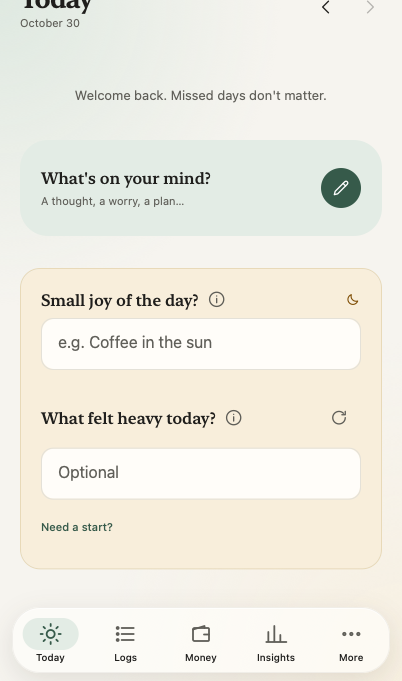 Today
October 30
Welcome back. Missed days don't matter.
What's on your mind?
A thought, a worry, a plan...
Small joy of the day?
e.g. Coffee in the sun
What felt heavy today?
Optional
Need a start?
Today
Logs
Money
Insights
More